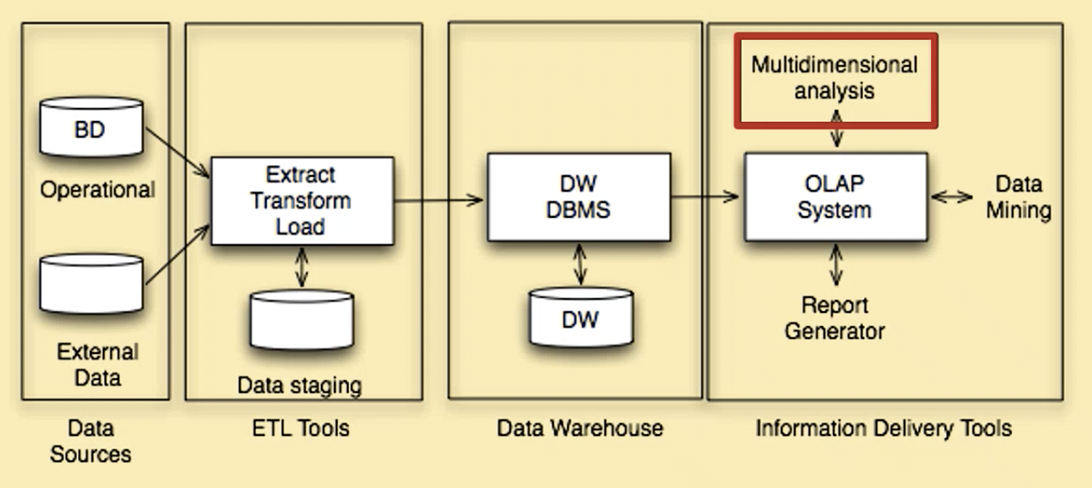 BD
Operational
External
Data
Data
Sources
Extract
Transform
Load
Data staging
ETL Tools
DW
DBMS
DW
Data Warehouse
Multidimensional
analysis
OLAP
System
Data
Mining
Report
Generator
Information Delivery Tools